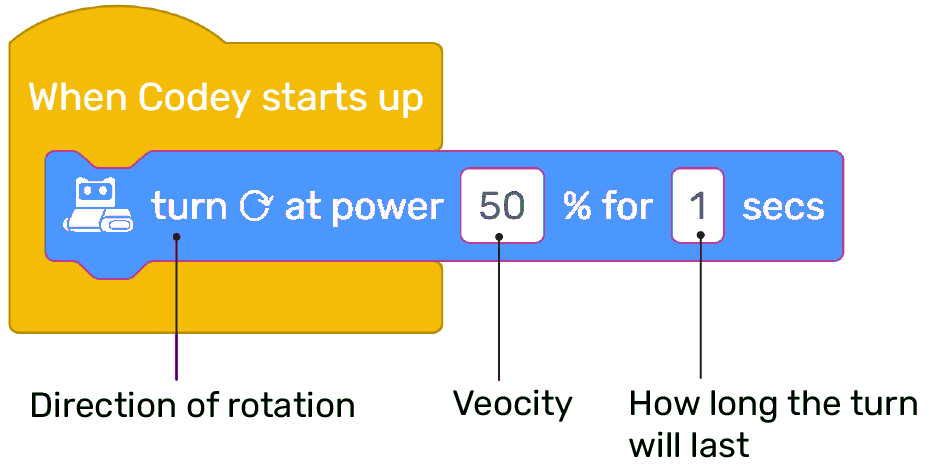 When Codey starts up
turn ↻ at power 50 % for 1 secs
Direction of rotation
Veocity
How long the turn
will last